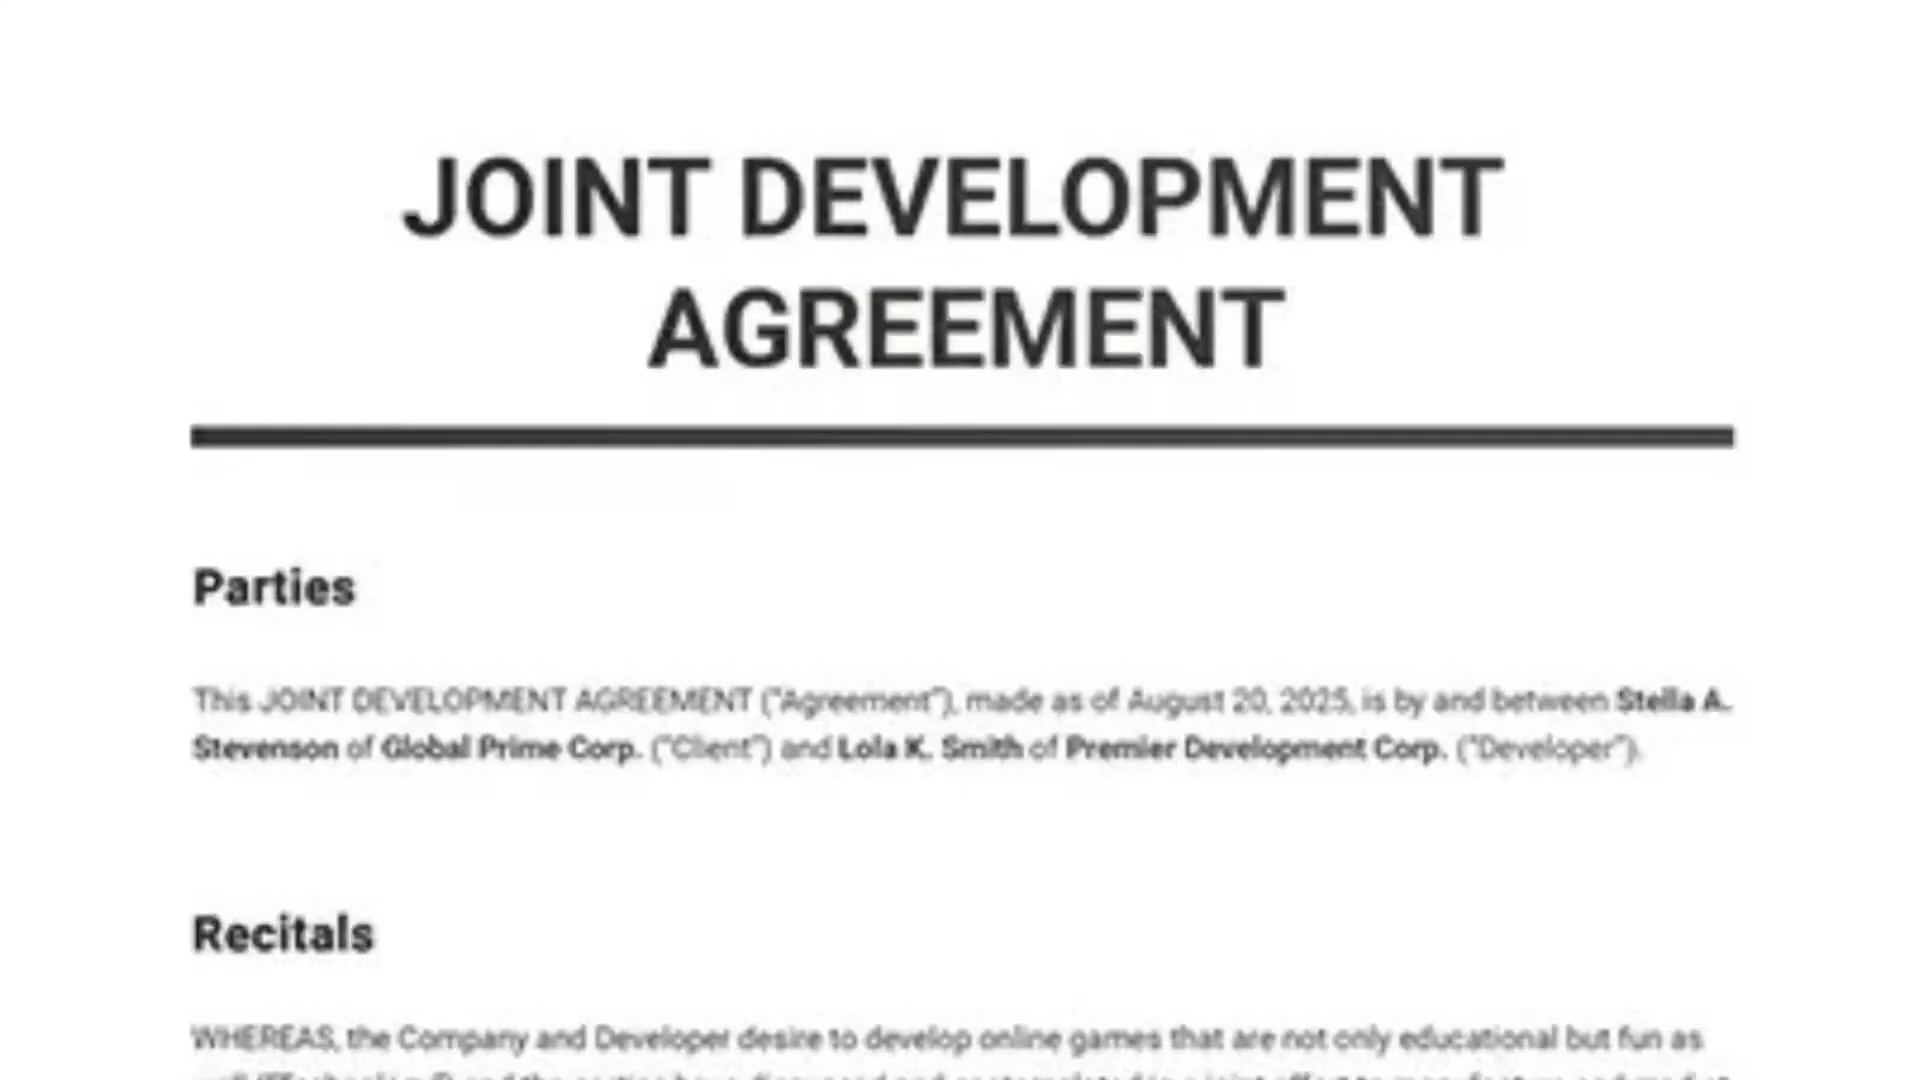 JOINT DEVELOPMENT
AGREEMENT
Parties
This JOINT DEVELOPMENT AGREEMENT ("Agreement"), made as of August 20, 2025, is by and between Stella A.
Stevenson of Global Prime Corp. ("Client") and Lola K. Smith of Premier Development Corp. ("Developer").
Recitals
WHEREAS, the Company and Developer desire to develop online games that are not only educational but fun as